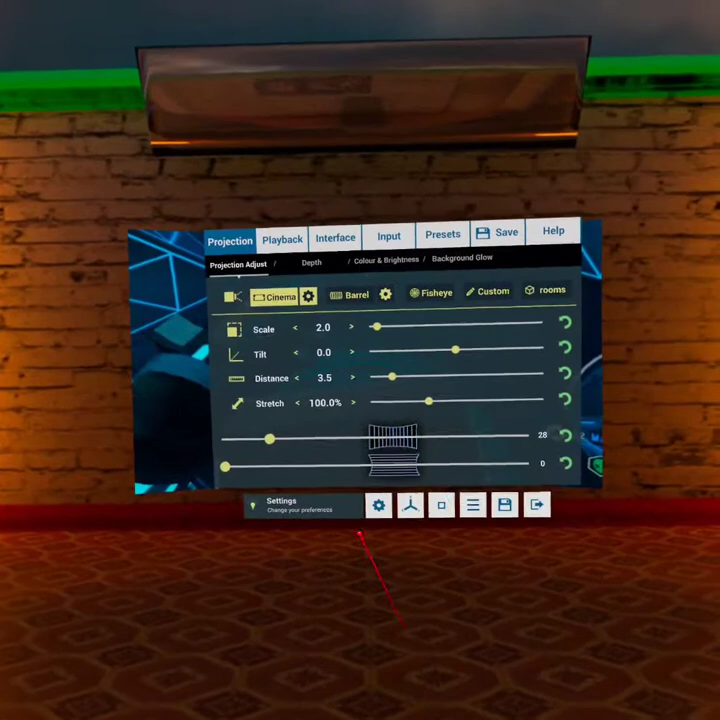 Projection Playback Interface Input Presets Save Help
Projection Adjust / Depth / Colour & Brightness / Background Glow
Cinema Barrel Fisheye Custom rooms
Scale < 2.0 >
Tilt < 0.0 >
Distance < 3.5 >
Stretch < 100.0% >
28
0
Settings
Change your preferences